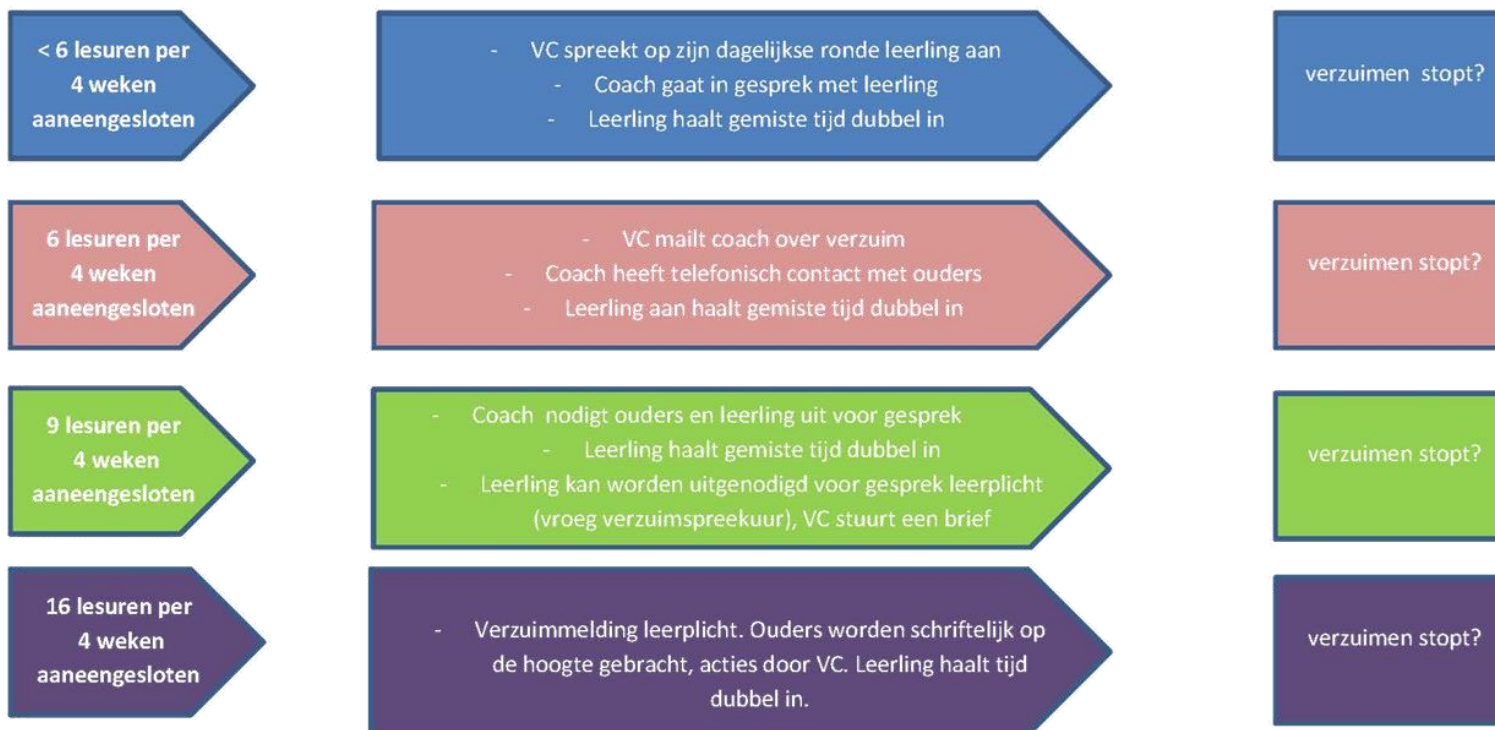 < 6 lesuren per
4 weken
aaneengesloten
- VC spreekt op zijn dagelijkse ronde leerling aan
- Coach gaat in gesprek met leerling
- Leerling haalt gemiste tijd dubbel in
verzuimen stopt?
6 lesuren per
4 weken
aaneengesloten
- VC mailt coach over verzuim
- Coach heeft telefonisch contact met ouders
- Leerling aan haalt gemiste tijd dubbel in
verzuimen stopt?
9 lesuren per
4 weken
aaneengesloten
- Coach nodigt ouders en leerling uit voor gesprek
- Leerling haalt gemiste tijd dubbel in
- Leerling kan worden uitgenodigd voor gesprek leerplicht
(vroeg verzuimspreekuur), VC stuurt een brief
verzuimen stopt?
16 lesuren per
4 weken
aaneengesloten
- Verzuimmelding leerplicht. Ouders worden schriftelijk op
de hoogte gebracht, acties door VC. Leerling haalt tijd
dubbel in.
verzuimen stopt?